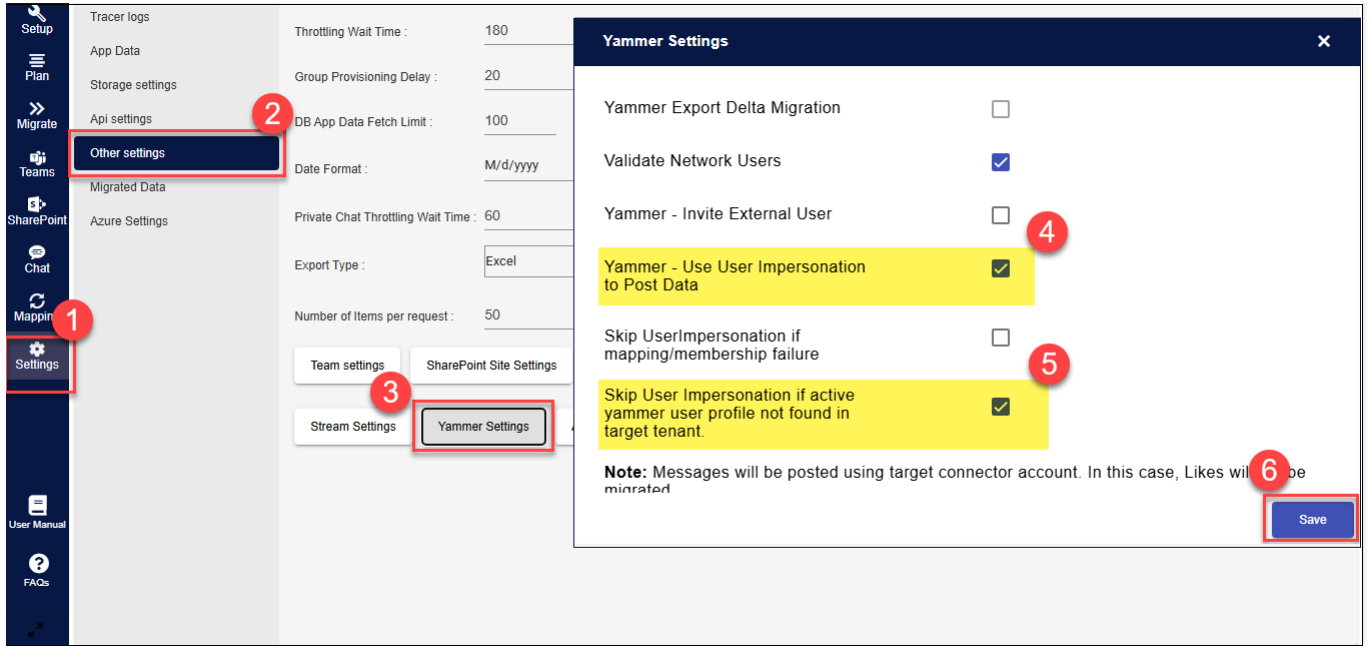 Setup
Plan
Migrate
Teams
SharePoint
Chat
Mappin
1
Settings
User Manual
FAQs
Tracer logs
App Data
Storage settings
Api settings
2
Other settings
Migrated Data
Azure Settings
Throttling Wait Time : 180
Group Provisioning Delay : 20
DB App Data Fetch Limit : 100
Date Format : M/d/yyyy
Private Chat Throttling Wait Time : 60
Export Type : Excel
Number of Items per request : 50
Team settings SharePoint Site Settings
3
Stream Settings Yammer Settings
Yammer Settings
Yammer Export Delta Migration
Validate Network Users
Yammer - Invite External User
4
Yammer - Use User Impersonation
to Post Data
Skip UserImpersonation if
mapping/membership failure
5
Skip User Impersonation if active
yammer user profile not found in
target tenant.
Note: Messages will be posted using target connector account. In this case, Likes be
migrated
6
Save